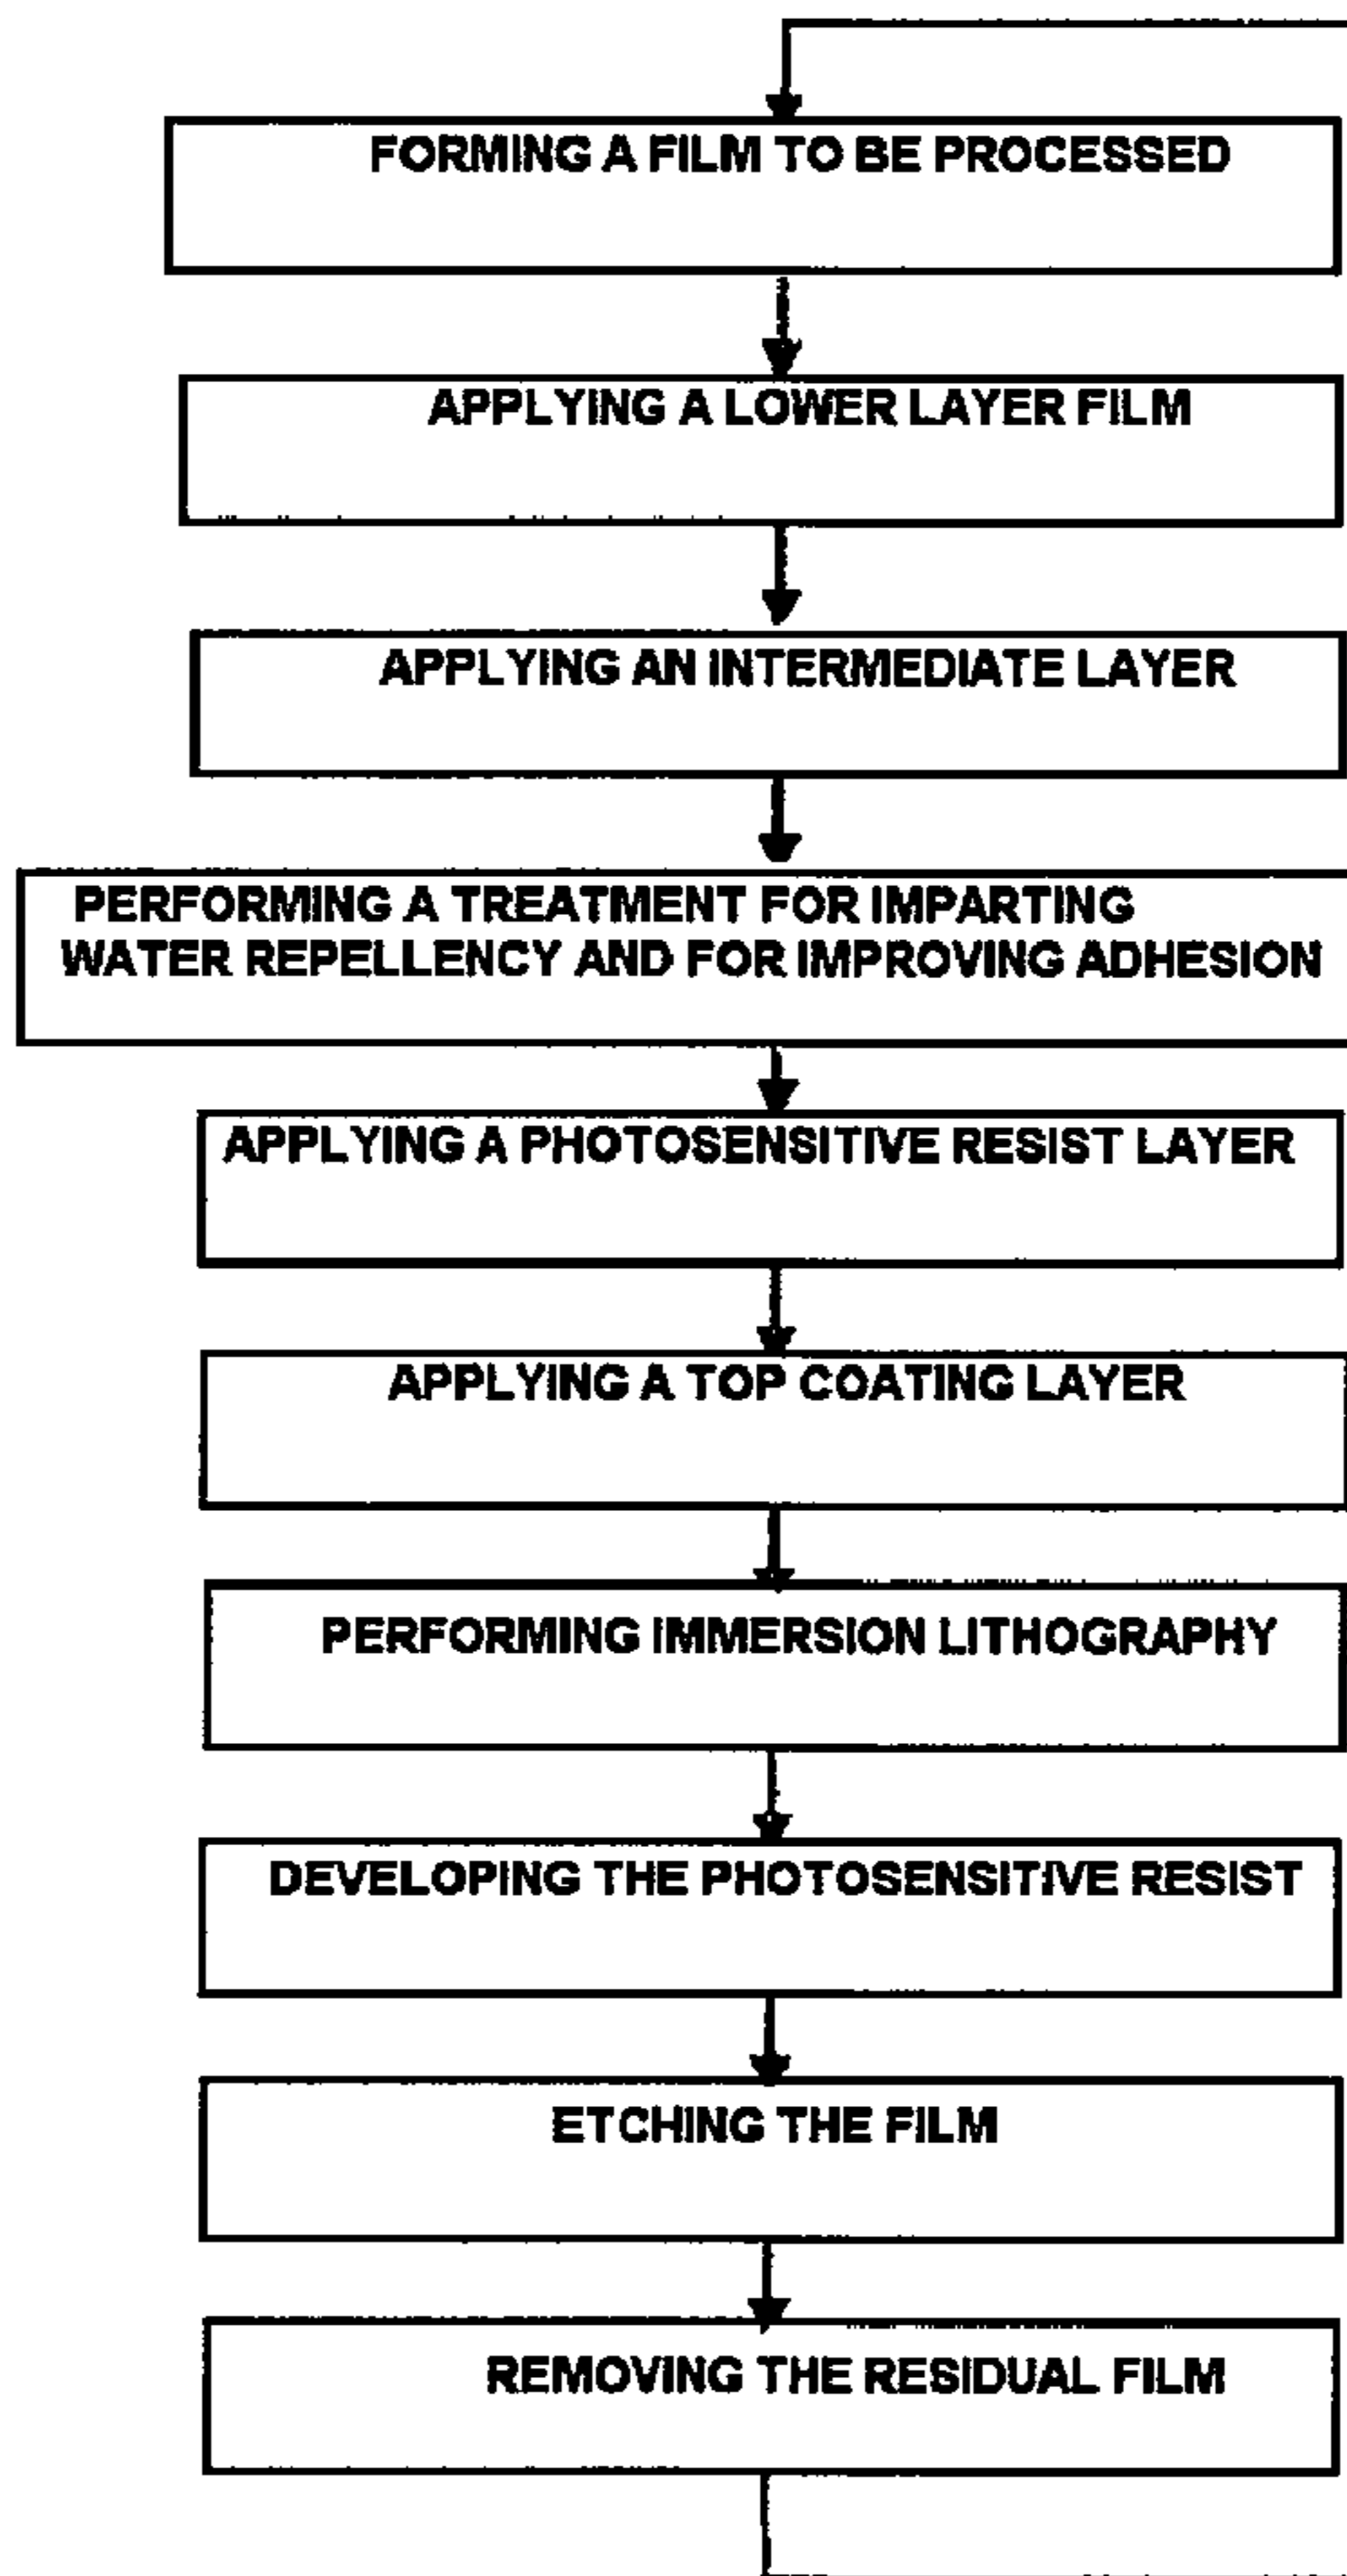 FORMING A FILM TO BE PROCESSED
APPLYING A LOWER LAYER FILM
APPLYING AN INTERMEDIATE LAYER
PERFORMING A TREATMENT FOR IMPARTING
WATER REPELLENCY AND FOR IMPROVING ADHESION
APPLYING A PHOTOSENSITIVE RESIST LAYER
APPLYING A TOP COATING LAYER
PERFORMING IMMERSION LITHOGRAPHY
DEVELOPING THE PHOTOSENSITIVE RESIST
ETCHING THE FILM
REMOVING THE RESIDUAL FILM